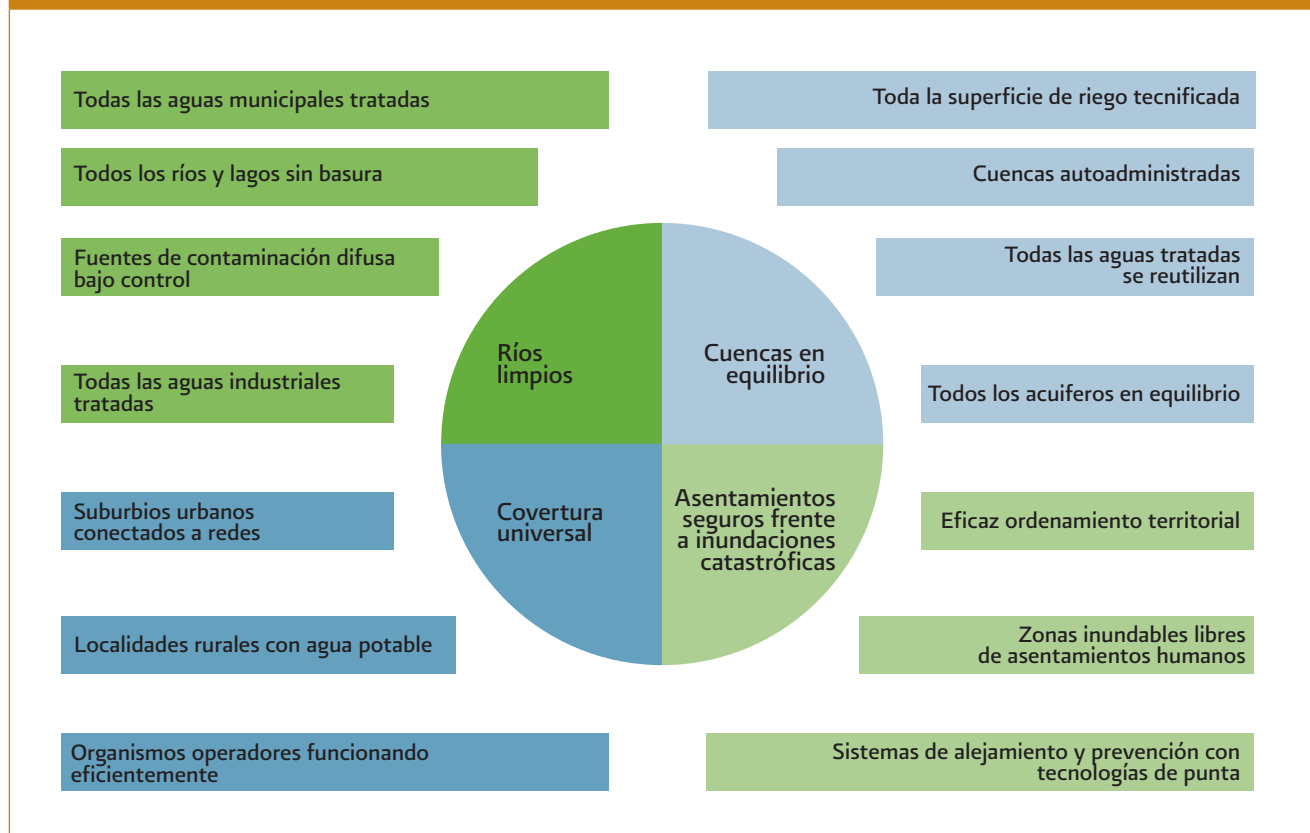 Todas las aguas municipales tratadas
Todos los ríos y lagos sin basura
Fuentes de contaminación difusa
bajo control
Todas las aguas industriales
tratadas
Suburbios urbanos
conectados a redes
Localidades rurales con agua potable
Organismos operadores funcionando
eficientemente
Ríos
limpios
Cuencas en
equilibrio
Covertura
universal
Asentamientos
seguros frente
a inundaciones
catastróficas
Toda la superficie de riego tecnificada
Cuencas autoadministradas
Todas las aguas tratadas
se reutilizan
Todos los acuiferos en equilibrio
Eficaz ordenamiento territorial
Zonas inundables libres
de asentamientos humanos
Sistemas de alejamiento y prevención con
tecnologías de punta